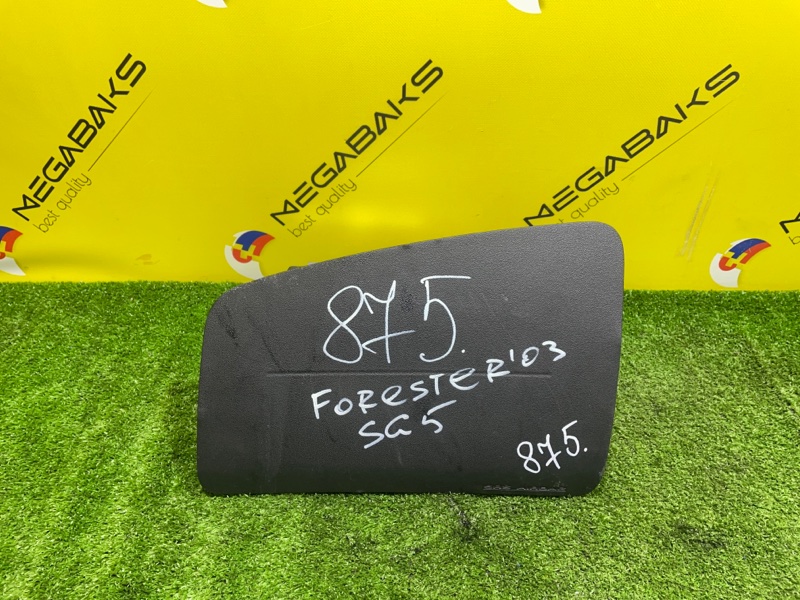 MEGABAKS
best quality
MEGABAKS
best quality
MEGABAKS
best quality
875.
FORESTER'03
SG5
875.